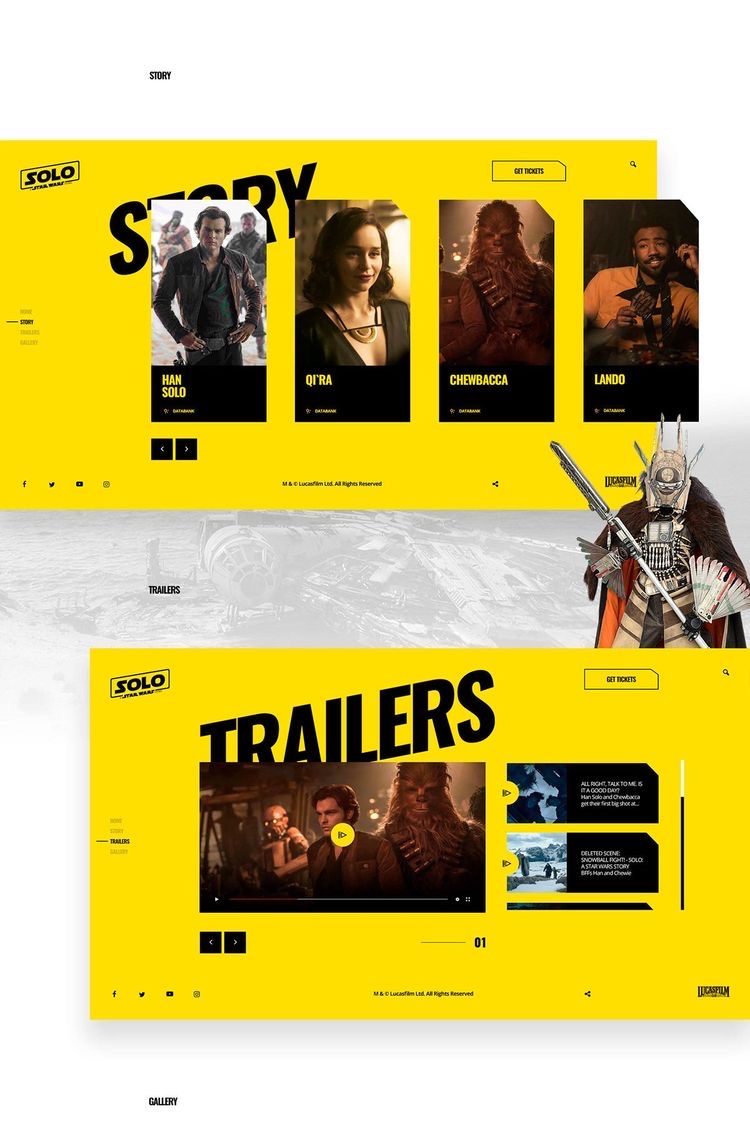 STORY
SOLO
A STAR WARS STORY
STORY
GET TICKETS
HOME
STORY
TRAILERS
GALLERY
HAN
SOLO
DATABANK
QI`RA
DATABANK
CHEWBACCA
DATABANK
LANDO
DATABANK
M & © Lucasfilm Ltd. All Rights Reserved
LUCASFILM
TRAILERS
SOLO
A STAR WARS STORY
TRAILERS
GET TICKETS
HOME
STORY
TRAILERS
GALLERY
ALL RIGHT, TALK TO ME. IS
IT A GOOD DAY?
Han Solo and Chewbacca
get their first big shot at...
DELETED SCENE:
SNOWBALL FIGHT! - SOLO:
A STAR WARS STORY
BFFs Han and Chewie
01
M & © Lucasfilm Ltd. All Rights Reserved
LUCASFILM
GALLERY